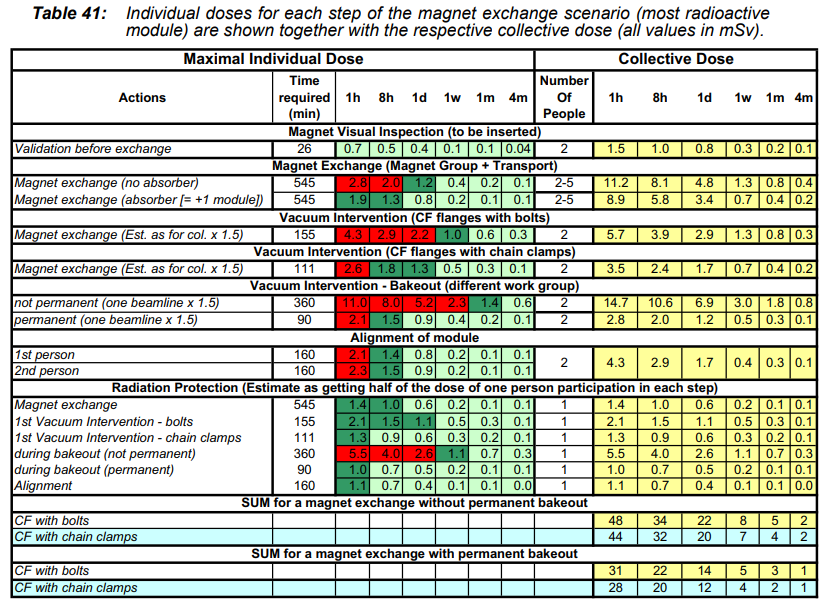 Table 41: Individual doses for each step of the magnet exchange scenario (most radioactive
module) are shown together with the respective collective dose (all values in mSv).
Maximal Individual Dose Collective Dose
Actions Time required (min) 1h 8h 1d 1w 1m 4m Number Of People 1h 8h 1d 1w 1m 4m
Magnet Visual Inspection (to be inserted)
Validation before exchange 26 0.7 0.5 0.4 0.1 0.1 0.04 2 1.5 1.0 0.8 0.3 0.2 0.1
Magnet Exchange (Magnet Group + Transport)
Magnet exchange (no absorber) 545 2.8 2.0 1.2 0.4 0.2 0.1 2-5 11.2 8.1 4.8 1.3 0.8 0.4
Magnet exchange (absorber [= +1 module]) 545 1.9 1.3 0.8 0.2 0.1 0.1 2-5 8.9 5.8 3.4 0.7 0.4 0.2
Vacuum Intervention (CF flanges with bolts)
Magnet exchange (Est. as for col. x 1.5) 155 4.3 2.9 2.2 1.0 0.6 0.3 2 5.7 3.9 2.9 1.3 0.8 0.3
Vacuum Intervention (CF flanges with chain clamps)
Magnet exchange (Est. as for col. x 1.5) 111 2.6 1.8 1.3 0.5 0.3 0.1 2 3.5 2.4 1.7 0.7 0.4 0.2
Vacuum Intervention - Bakeout (different work group)
not permanent (one beamline x 1.5) 360 11.0 8.0 5.2 2.3 1.4 0.6 2 14.7 10.6 6.9 3.0 1.8 0.8
permanent (one beamline x 1.5) 90 2.1 1.5 0.9 0.4 0.2 0.1 2 2.8 2.0 1.2 0.5 0.3 0.1
Alignment of module
1st person 160 2.1 1.4 0.8 0.2 0.1 0.1 2 4.3 2.9 1.7 0.4 0.3 0.1
2nd person 160 2.3 1.5 0.9 0.2 0.1 0.1
Radiation Protection (Estimate as getting half of the dose of one person participation in each step)
Magnet exchange 545 1.4 1.0 0.6 0.2 0.1 0.1 1 1.4 1.0 0.6 0.2 0.1 0.1
1st Vacuum Intervention - bolts 155 2.1 1.5 1.1 0.5 0.3 0.1 1 2.1 1.5 1.1 0.5 0.3 0.1
1st Vacuum Intervention - chain clamps 111 1.3 0.9 0.6 0.3 0.2 0.1 1 1.3 0.9 0.6 0.3 0.2 0.1
during bakeout (not permanent) 360 5.5 4.0 2.6 1.1 0.7 0.3 1 5.5 4.0 2.6 1.1 0.7 0.3
during bakeout (permanent) 90 1.0 0.7 0.5 0.2 0.1 0.1 1 1.0 0.7 0.5 0.2 0.1 0.1
Alignment 160 1.1 0.7 0.4 0.1 0.1 0.0 1 1.1 0.7 0.4 0.1 0.1 0.0
SUM for a magnet exchange without permanent bakeout
CF with bolts 48 34 22 8 5 2
CF with chain clamps 44 32 20 7 4 2
SUM for a magnet exchange with permanent bakeout
CF with bolts 31 22 14 5 3 1
CF with chain clamps 28 20 12 4 2 1